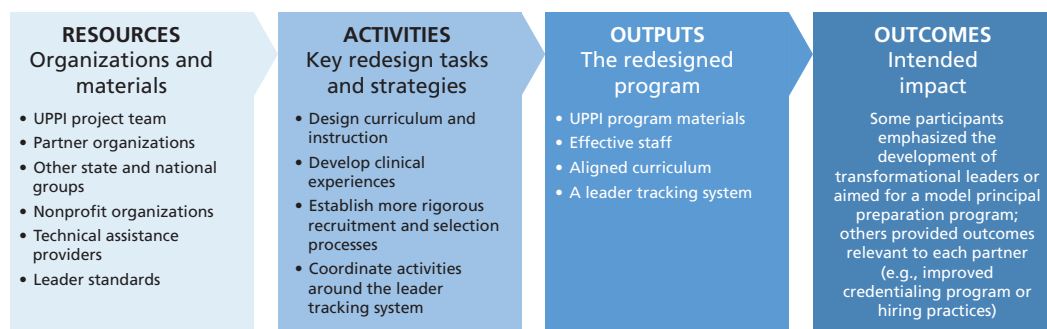 RESOURCES
Organizations and
materials
• UPPI project team
• Partner organizations
• Other state and national
groups
• Nonprofit organizations
• Technical assistance
providers
• Leader standards
ACTIVITIES
Key redesign tasks
and strategies
• Design curriculum and
instruction
• Develop clinical
experiences
• Establish more rigorous
recruitment and selection
processes
• Coordinate activities
around the leader
tracking system
OUTPUTS
The redesigned
program
• UPPI program materials
• Effective staff
• Aligned curriculum
• A leader tracking system
OUTCOMES
Intended
impact
Some participants
emphasized the
development of
transformational leaders or
aimed for a model principal
preparation program;
others provided outcomes
relevant to each partner
(e.g., improved
credentialing program or
hiring practices)